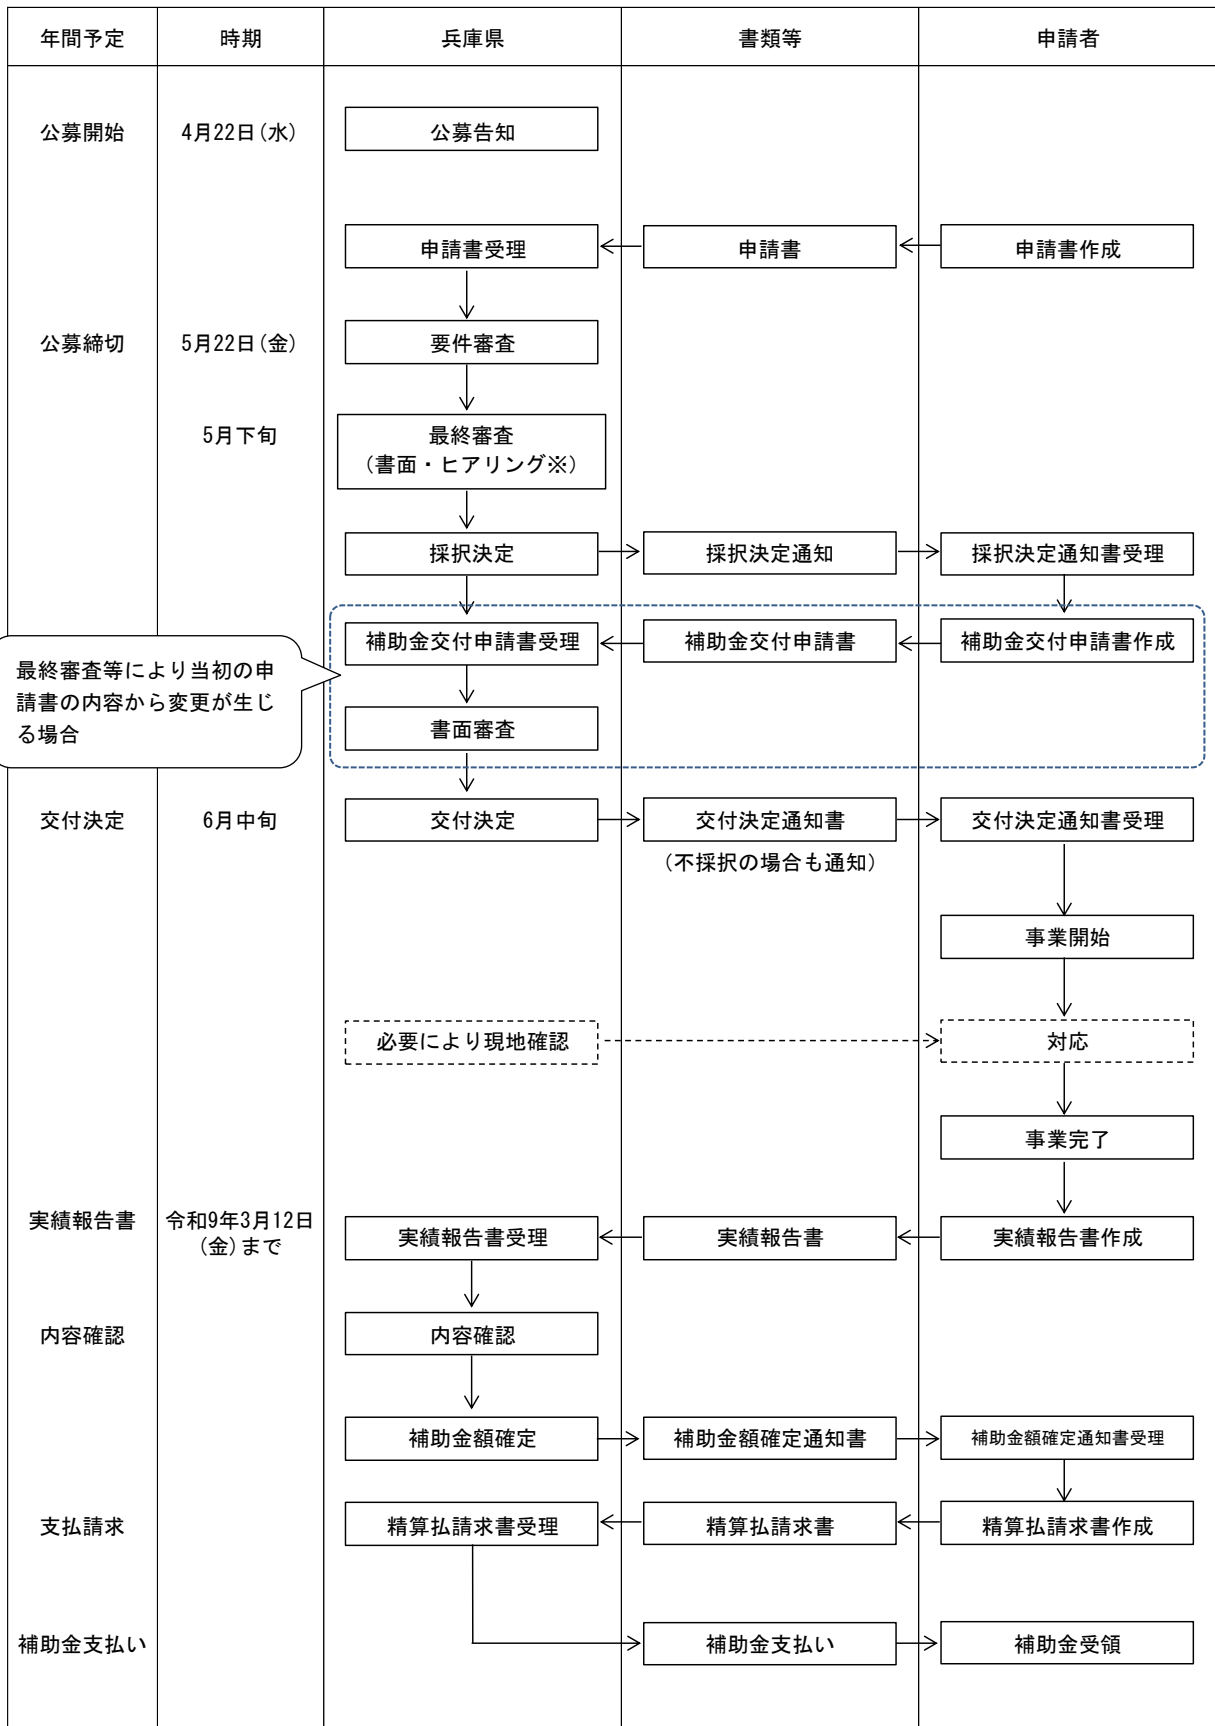 年間予定 時期 兵庫県 書類等 申請者
公募開始 4月22日(水) 公募告知
申請書受理 申請書 申請書作成
公募締切 5月22日(金) 要件審査
5月下旬 最終審査
(書面・ヒアリング※)
採択決定 採択決定通知 採択決定通知書受理
補助金交付申請書受理 補助金交付申請書 補助金交付申請書作成
最終審査等により当初の申
請書の内容から変更が生じ
る場合
書面審査
交付決定 6月中旬 交付決定 交付決定通知書 交付決定通知書受理
(不採択の場合も通知)
事業開始
必要により現地確認 対応
事業完了
実績報告書 令和9年3月12日
(金)まで
実績報告書受理 実績報告書 実績報告書作成
内容確認 内容確認
補助金額確定 補助金額確定通知書 補助金額確定通知書受理
支払請求 精算払請求書受理 精算払請求書 精算払請求書作成
補助金支払い 補助金支払い 補助金受領